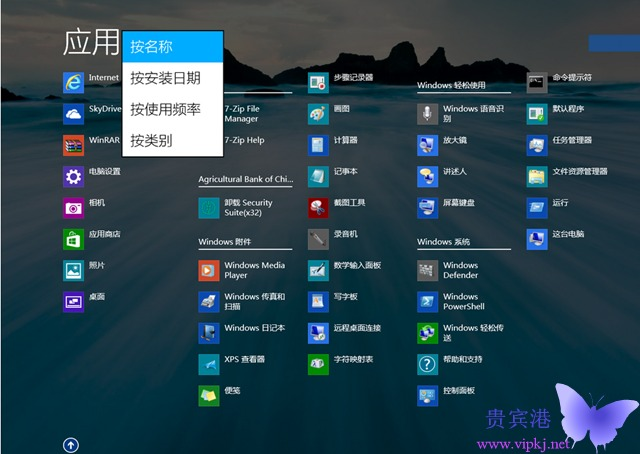 应用
按名称
按安装日期
按使用频率
按类别
Internet
SkyDrive
WinRAR
电脑设置
相机
应用商店
照片
桌面
7-Zip File
Manager
7-Zip Help
Agricultural Bank of Chi...
卸载 Security
Suite(x32)
Windows 附件
Windows Media
Player
Windows 传真和
扫描
Windows 日记本
XPS 查看器
便笺
步骤记录器
画图
计算器
记事本
截图工具
录音机
数学输入面板
写字板
远程桌面连接
字符映射表
Windows 轻松使用
Windows 语音识
别
放大镜
讲述人
屏幕键盘
Windows 系统
Windows
Defender
Windows
PowerShell
Windows 轻松传
送
帮助和支持
控制面板
命令提示符
默认程序
任务管理器
文件资源管理器
运行
这台电脑
贵宾港
www.vipkj.net